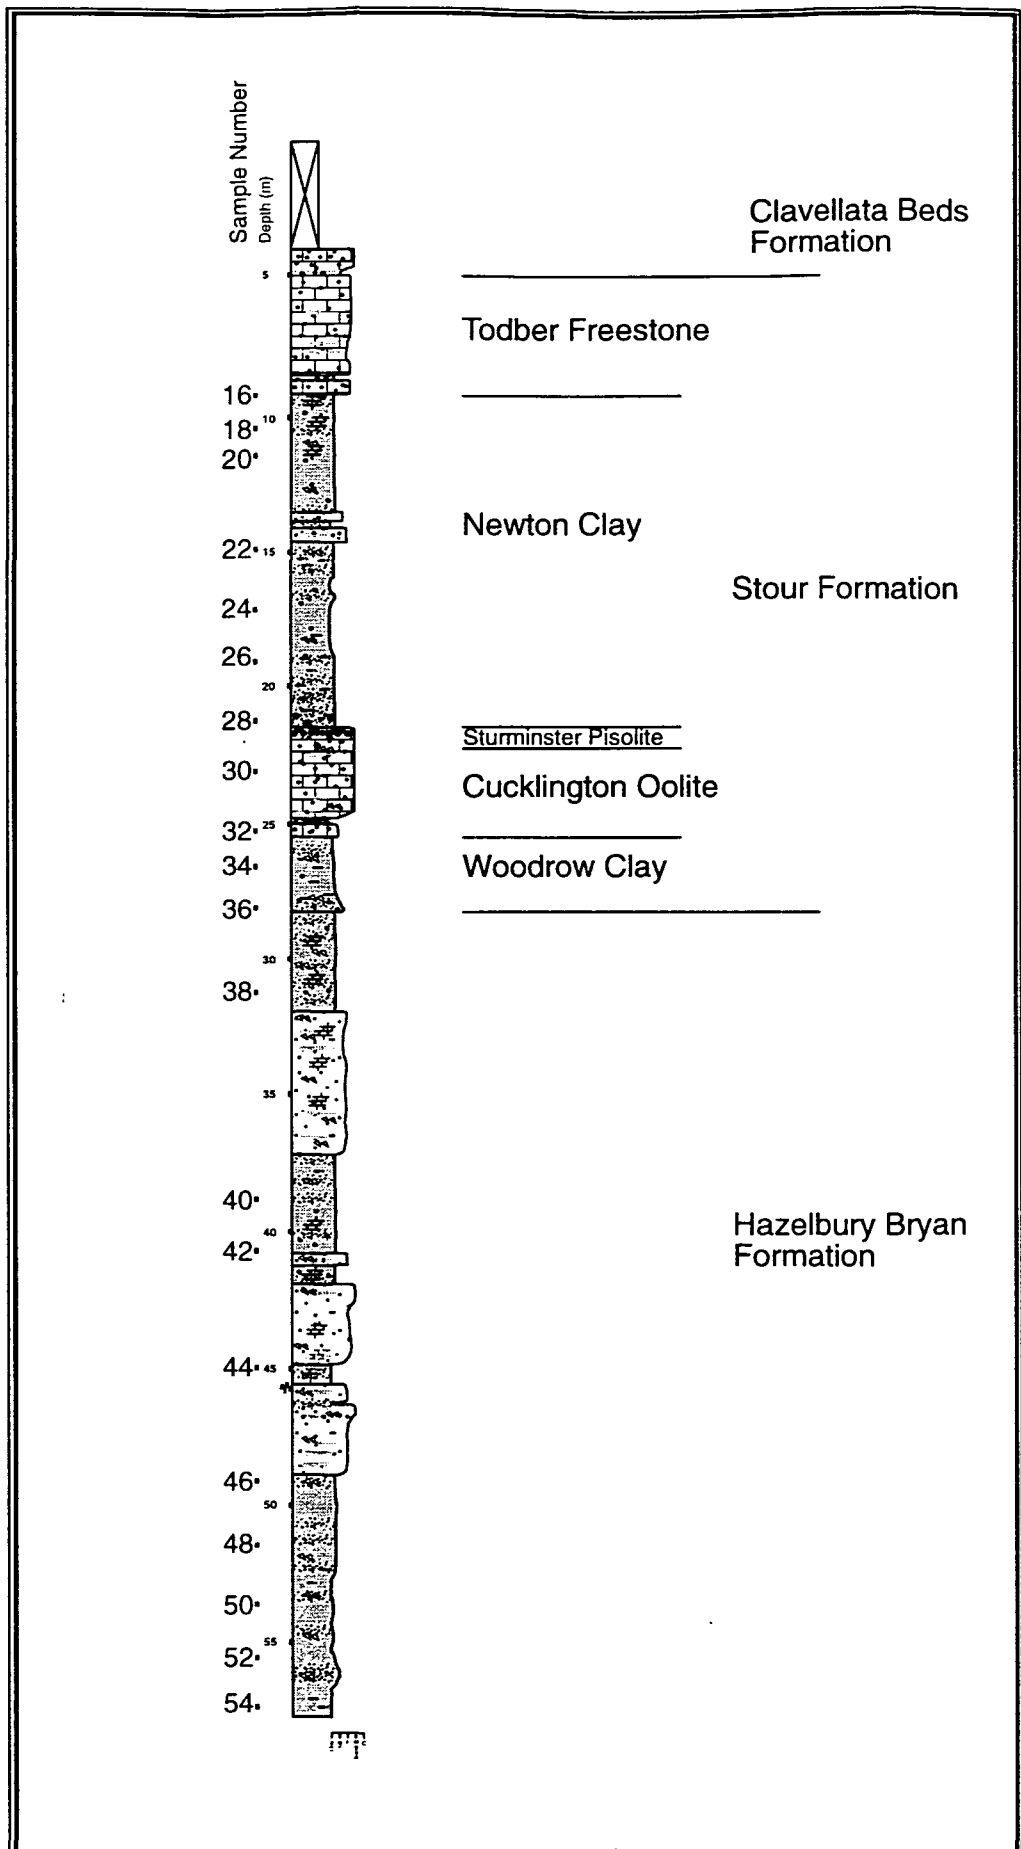 Sample Number
Depth (m)
Clavellata Beds
Formation
5
Todber Freestone
16
10
18
20
Newton Clay
22
15
Stour Formation
24
26
20
28
Sturminster Pisolite
30
Cucklington Oolite
25
32
Woodrow Clay
34
36
30
38
35
40
Hazelbury Bryan
Formation
40
42
44
45
46
50
48
50
55
52
54